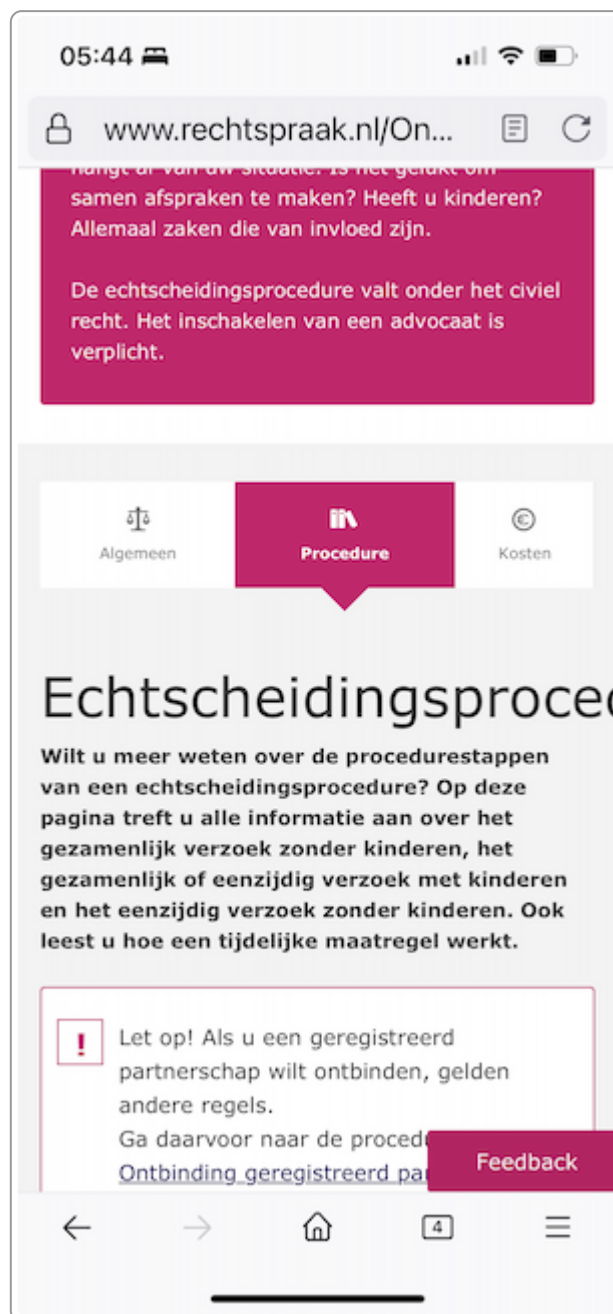 05:44
www.rechtspraak.nl/On...
samen afspraken te maken? Heeft u kinderen?
Allemaal zaken die van invloed zijn.
De echtscheidingsprocedure valt onder het civiel
recht. Het inschakelen van een advocaat is
verplicht.
Algemeen
Procedure
Kosten
Echtscheidingsproced
Wilt u meer weten over de procedurestappen
van een echtscheidingsprocedure? Op deze
pagina treft u alle informatie aan over het
gezamenlijk verzoek zonder kinderen, het
gezamenlijk of eenzijdig verzoek met kinderen
en het eenzijdig verzoek zonder kinderen. Ook
leest u hoe een tijdelijke maatregel werkt.
! Let op! Als u een geregistreerd
partnerschap wilt ontbinden, gelden
andere regels.
Ga daarvoor naar de proced
Ontbinding geregistreerd par
Feedback
4